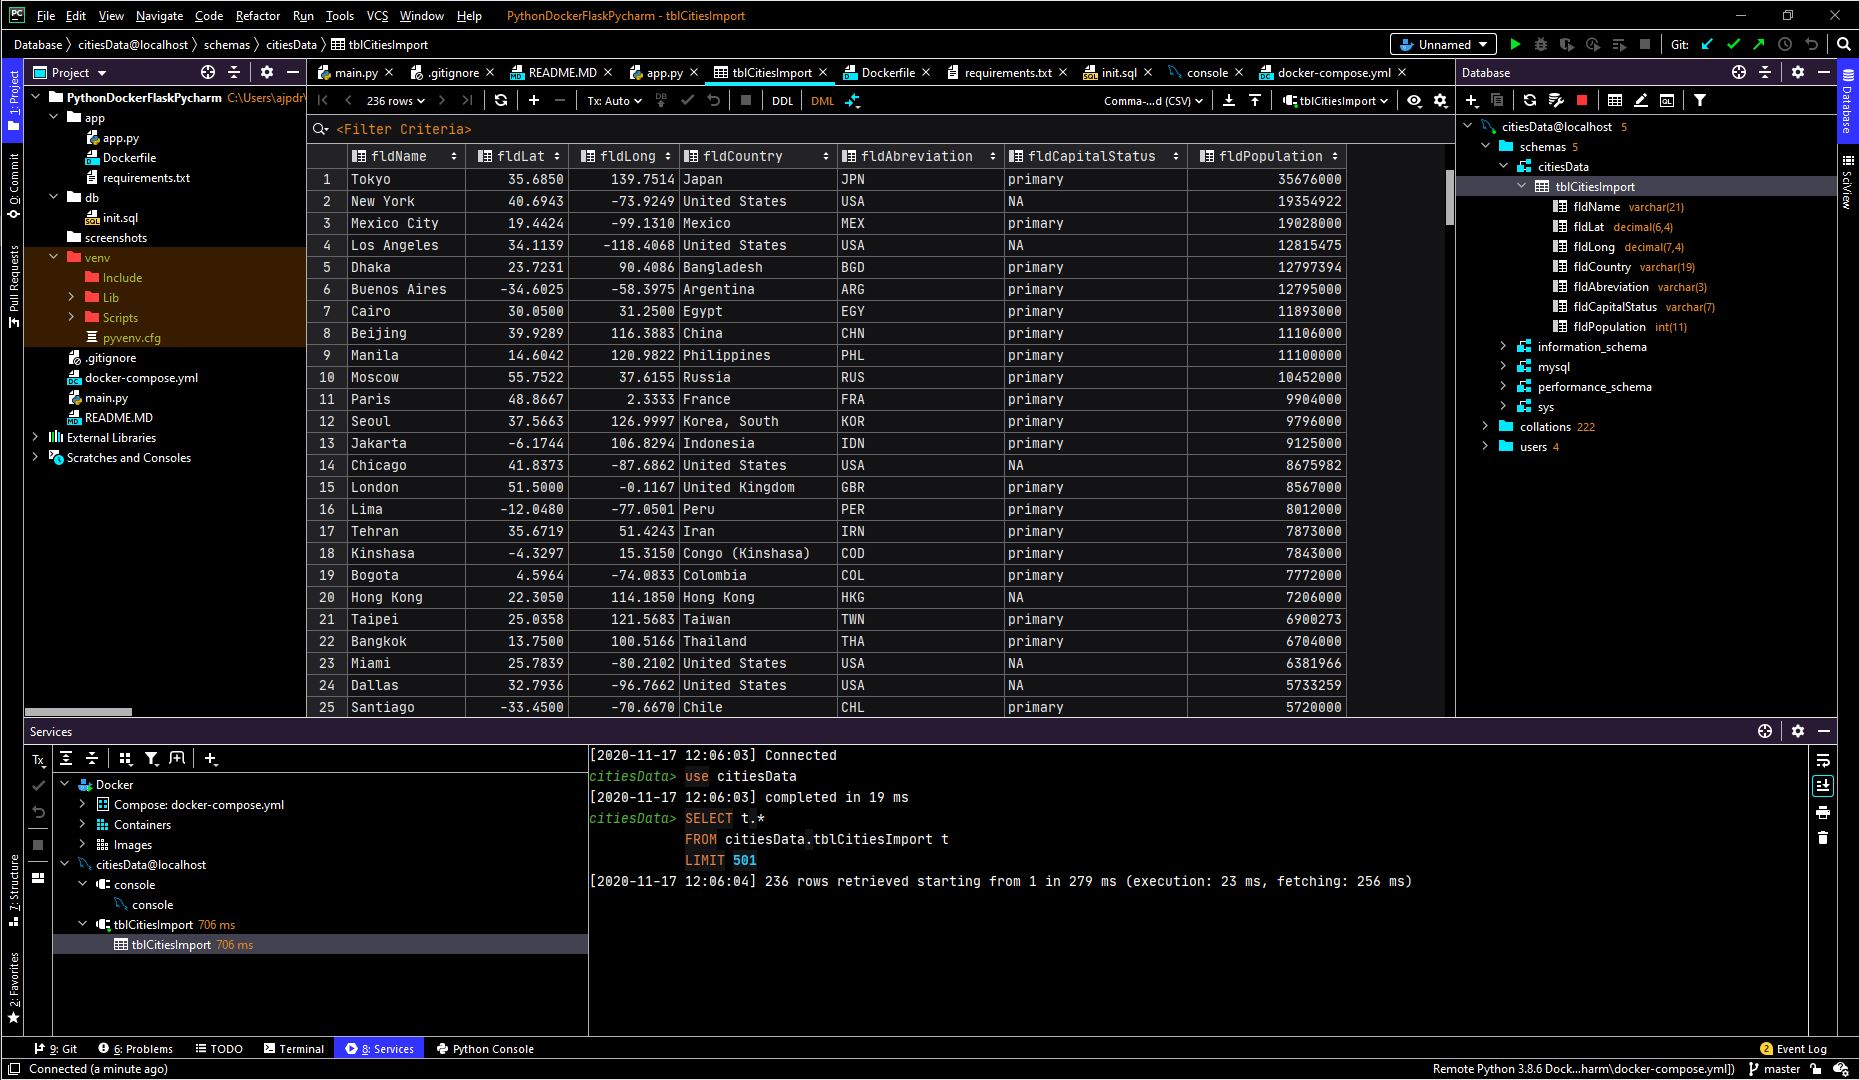 PC File Edit View Navigate Code Refactor Run Tools VCS Window Help PythonDockerFlaskPycharm - tblCitiesImport
Database citiesData@localhost schemas citiesData tblCitiesImport Unnamed Git:
1: Project
0: Commit
Pull Requests
7: Structure
2: Favorites
Project
PythonDockerFlaskPycharm C:\Users\ajpdr\
app
app.py
Dockerfile
requirements.txt
db
init.sql
screenshots
venv
Include
Lib
Scripts
pyvenv.cfg
.gitignore
docker-compose.yml
main.py
README.MD
External Libraries
Scratches and Consoles
main.py .gitignore README.MD app.py tblCitiesImport Dockerfile requirements.txt init.sql console docker-compose.yml
236 rows Tx: Auto DB DDL DML Comma-...d (CSV) tblCitiesImport
<Filter Criteria>
fldName fldLat fldLong fldCountry fldAbreviation fldCapitalStatus fldPopulation
1 Tokyo 35.6850 139.7514 Japan JPN primary 35676000
2 New York 40.6943 -73.9249 United States USA NA 19354922
3 Mexico City 19.4424 -99.1310 Mexico MEX primary 19028000
4 Los Angeles 34.1139 -118.4068 United States USA NA 12815475
5 Dhaka 23.7231 90.4086 Bangladesh BGD primary 12797394
6 Buenos Aires -34.6025 -58.3975 Argentina ARG primary 12795000
7 Cairo 30.0500 31.2500 Egypt EGY primary 11893000
8 Beijing 39.9289 116.3883 China CHN primary 11106000
9 Manila 14.6042 120.9822 Philippines PHL primary 11100000
10 Moscow 55.7522 37.6155 Russia RUS primary 10452000
11 Paris 48.8667 2.3333 France FRA primary 9904000
12 Seoul 37.5663 126.9997 Korea, South KOR primary 9796000
13 Jakarta -6.1744 106.8294 Indonesia IDN primary 9125000
14 Chicago 41.8373 -87.6862 United States USA NA 8675982
15 London 51.5000 -0.1167 United Kingdom GBR primary 8567000
16 Lima -12.0480 -77.0501 Peru PER primary 8012000
17 Tehran 35.6719 51.4243 Iran IRN primary 7873000
18 Kinshasa -4.3297 15.3150 Congo (Kinshasa) COD primary 7843000
19 Bogota 4.5964 -74.0833 Colombia COL primary 7772000
20 Hong Kong 22.3050 114.1850 Hong Kong HKG NA 7206000
21 Taipei 25.0358 121.5683 Taiwan TWN primary 6900273
22 Bangkok 13.7500 100.5166 Thailand THA primary 6704000
23 Miami 25.7839 -80.2102 United States USA NA 6381966
24 Dallas 32.7936 -96.7662 United States USA NA 5733259
25 Santiago -33.4500 -70.6670 Chile CHL primary 5720000
Database
citiesData@localhost 5
schemas 5
citiesData
tblCitiesImport
fldName varchar(21)
fldLat decimal(6,4)
fldLong decimal(7,4)
fldCountry varchar(19)
fldAbreviation varchar(3)
fldCapitalStatus varchar(7)
fldPopulation int(11)
information_schema
mysql
performance_schema
sys
collations 222
users 4
Database
SciView
Services
Tx
Docker
Compose: docker-compose.yml
Containers
Images
citiesData@localhost
console
console
tblCitiesImport 706 ms
tblCitiesImport 706 ms
[2020-11-17 12:06:03] Connected
citiesData> use citiesData
[2020-11-17 12:06:03] completed in 19 ms
citiesData> SELECT t.*
FROM citiesData.tblCitiesImport t
LIMIT 501
[2020-11-17 12:06:04] 236 rows retrieved starting from 1 in 279 ms (execution: 23 ms, fetching: 256 ms)
9: Git 6: Problems TODO Terminal 8: Services Python Console 2 Event Log
Connected (a minute ago) Remote Python 3.8.6 Dock...harm\docker-compose.yml]) master